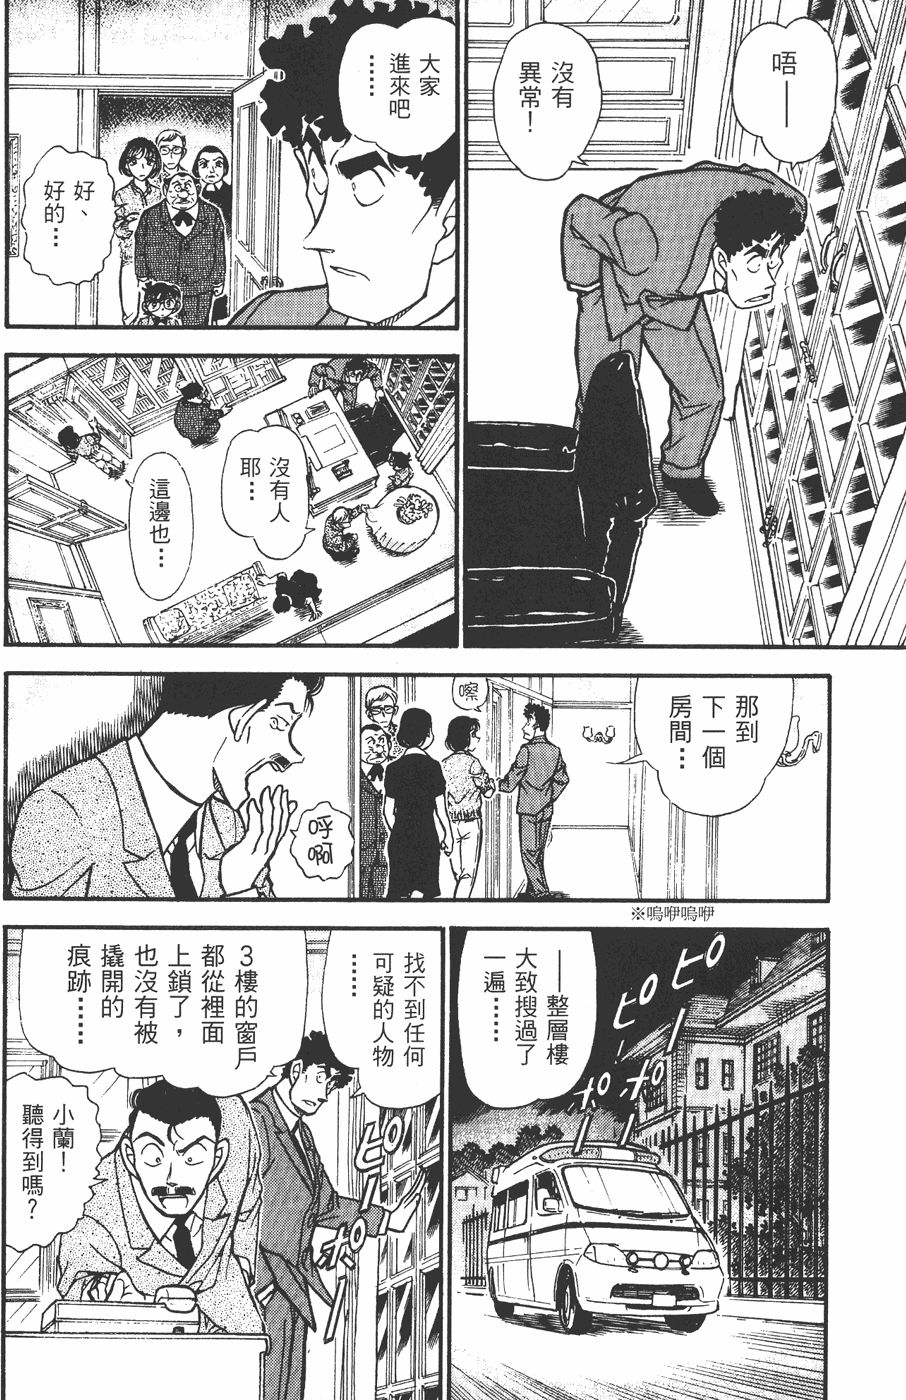 唔——
沒有
異常！
大家
進來吧
……
好、
好的…
沒有人
耶…
這邊也…
那到
下一個
房間…
嚓
呼啊
※嗚咿嗚咿
ピーポー
ピーポー
——整層樓
大致搜過了
一遍……
找不到任何
可疑的人物
……
3樓的窗戶
都從裡面
上鎖了，
也沒有被
撬開的
痕跡……
ピーポー
小蘭！
聽得到嗎？